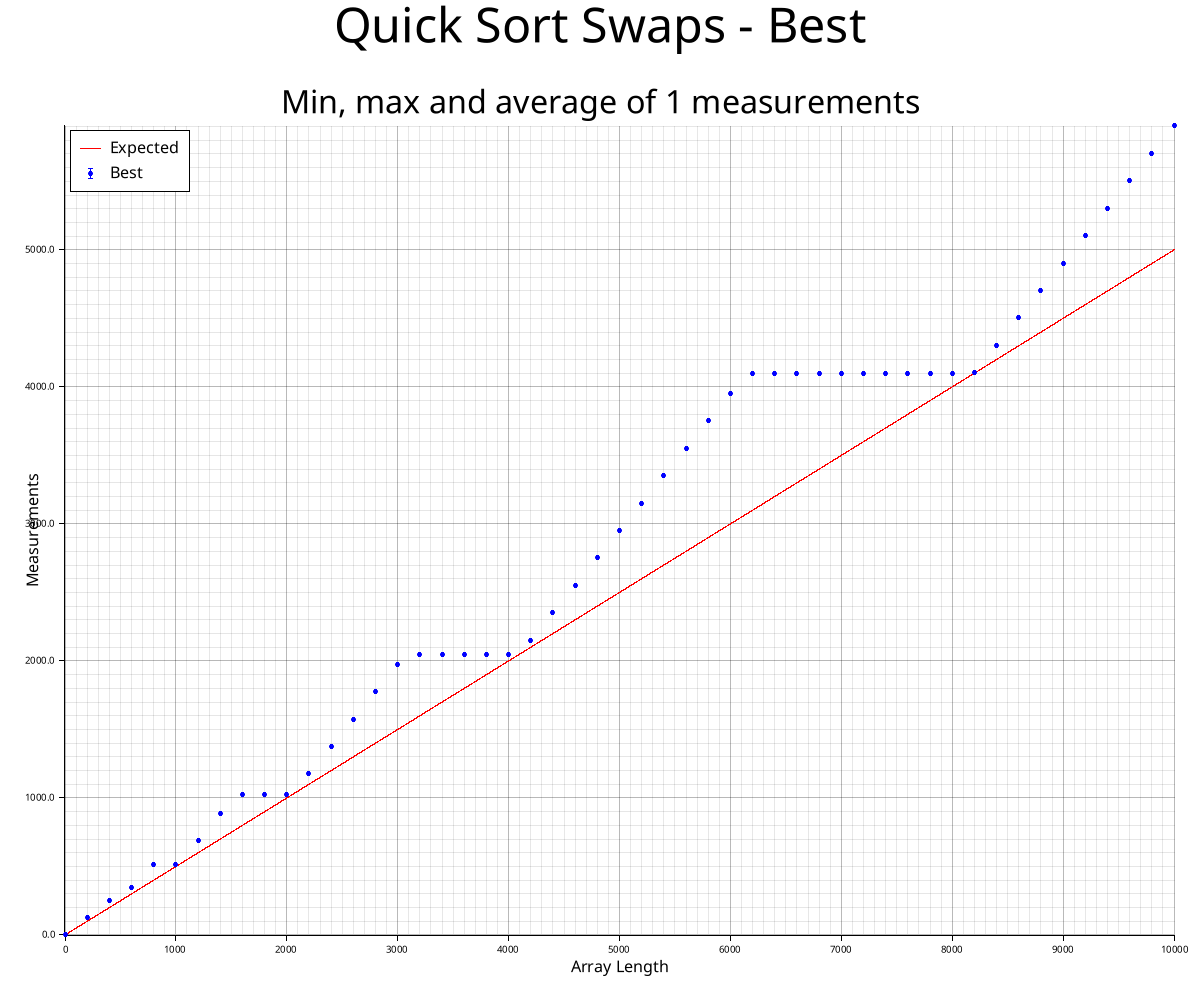 Quick Sort Swaps - Best
Min, max and average of 1 measurements
Expected
Best
5000.0
4000.0
3000.0
2000.0
1000.0
0.0
Measurements
0 1000 2000 3000 4000 5000 6000 7000 8000 9000 10000
Array Length